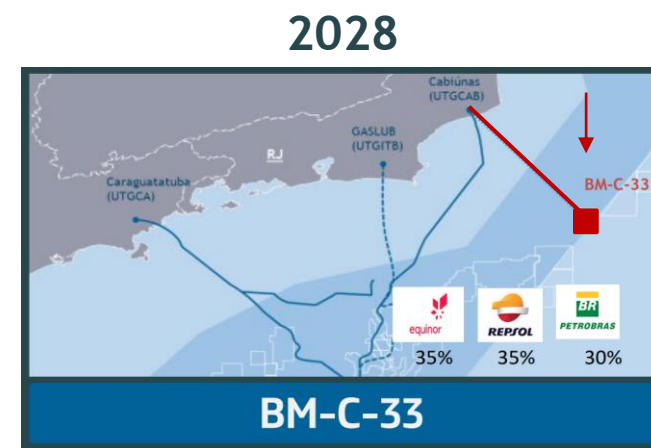 2028
Cabiúnas
(UTGCAB)
GASLUB
(UTGITB)
RJ
Caraguatatuba
(UTGCA)
BM-C-33
equinor
REPSOL
BR
PETROBRAS
35%
35%
30%
BM-C-33